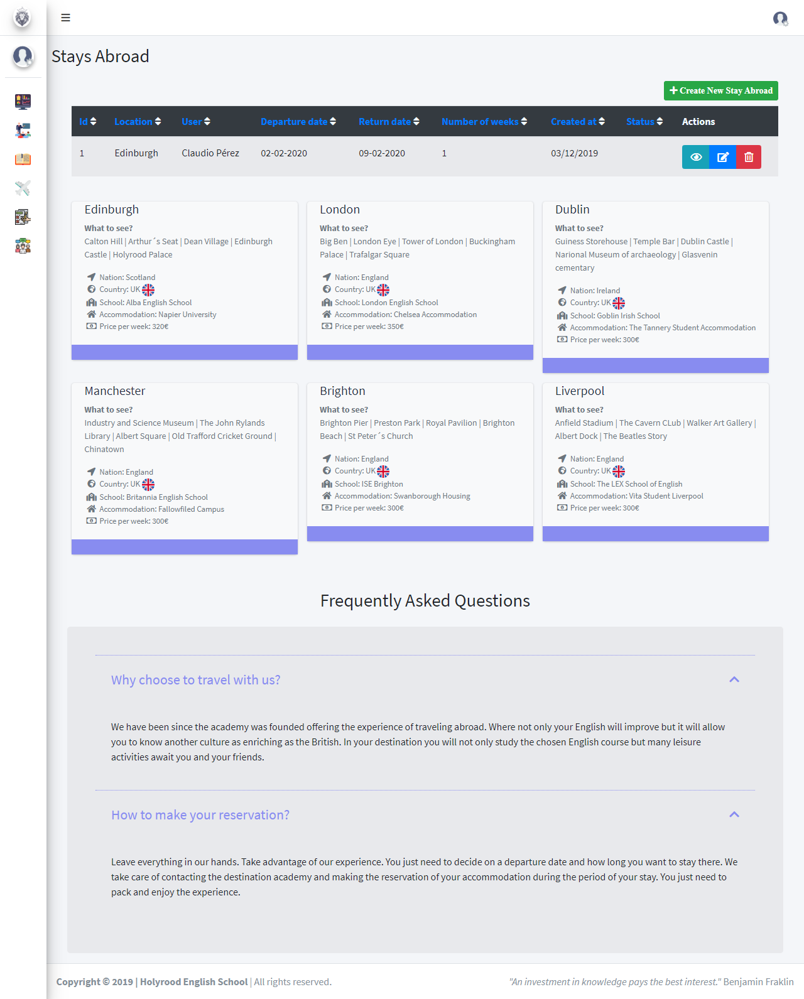 Stays Abroad
Create New Stay Abroad
Id Location User Departure date Return date Number of weeks Created at Status Actions
1 Edinburgh Claudio Pérez 02-02-2020 09-02-2020 1 03/12/2019
Edinburgh
What to see?
Calton Hill | Arthur´s Seat | Dean Village | Edinburgh
Castle | Holyrood Palace
Nation: Scotland
Country: UK
School: Alba English School
Accommodation: Napier University
Price per week: 320€
London
What to see?
Big Ben | London Eye | Tower of London | Buckingham
Palace | Trafalgar Square
Nation: England
Country: UK
School: London English School
Accommodation: Chelsea Accommodation
Price per week: 350€
Dublin
What to see?
Guiness Storehouse | Temple Bar | Dublin Castle |
Narional Museum of archaeology | Glasvenin
cementary
Nation: Ireland
Country: UK
School: Goblin Irish School
Accommodation: The Tannery Student Accommodation
Price per week: 300€
Manchester
What to see?
Industry and Science Museum | The John Rylands
Library | Albert Square | Old Trafford Cricket Ground |
Chinatown
Nation: England
Country: UK
School: Britannia English School
Accommodation: Fallowfiled Campus
Price per week: 300€
Brighton
What to see?
Brighton Pier | Preston Park | Royal Pavilion | Brighton
Beach | St Peter´s Church
Nation: England
Country: UK
School: ISE Brighton
Accommodation: Swanborough Housing
Price per week: 300€
Liverpool
What to see?
Anfield Stadium | The Cavern CLub | Walker Art Gallery |
Albert Dock | The Beatles Story
Nation: England
Country: UK
School: The LEX School of English
Accommodation: Vita Student Liverpool
Price per week: 300€
Frequently Asked Questions
Why choose to travel with us?
We have been since the academy was founded offering the experience of traveling abroad. Where not only your English will improve but it will allow
you to know another culture as enriching as the British. In your destination you will not only study the chosen English course but many leisure
activities await you and your friends.
How to make your reservation?
Leave everything in our hands. Take advantage of our experience. You just need to decide on a departure date and how long you want to stay there. We
take care of contacting the destination academy and making the reservation of your accommodation during the period of your stay. You just need to
pack and enjoy the experience.
Copyright © 2019 | Holyrood English School | All rights reserved.
"An investment in knowledge pays the best interest." Benjamin Fraklin